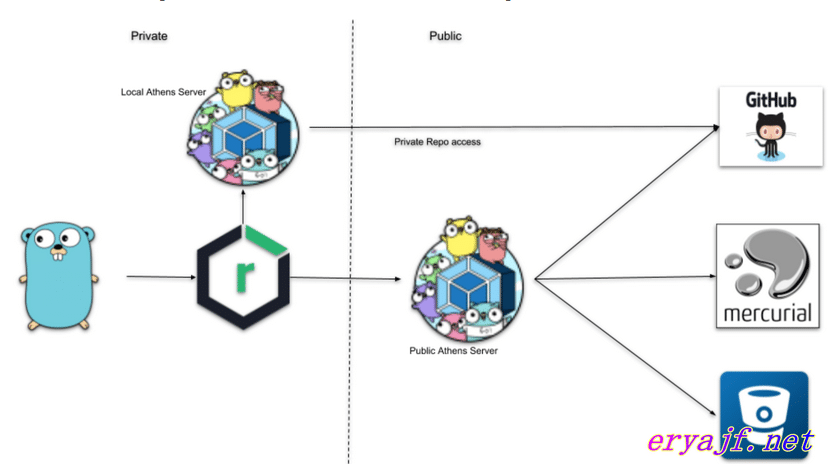 Private
Public
Local Athens Server
GitHub
Private Repo access
r
mercurial
Public Athens Server
eryajf.net